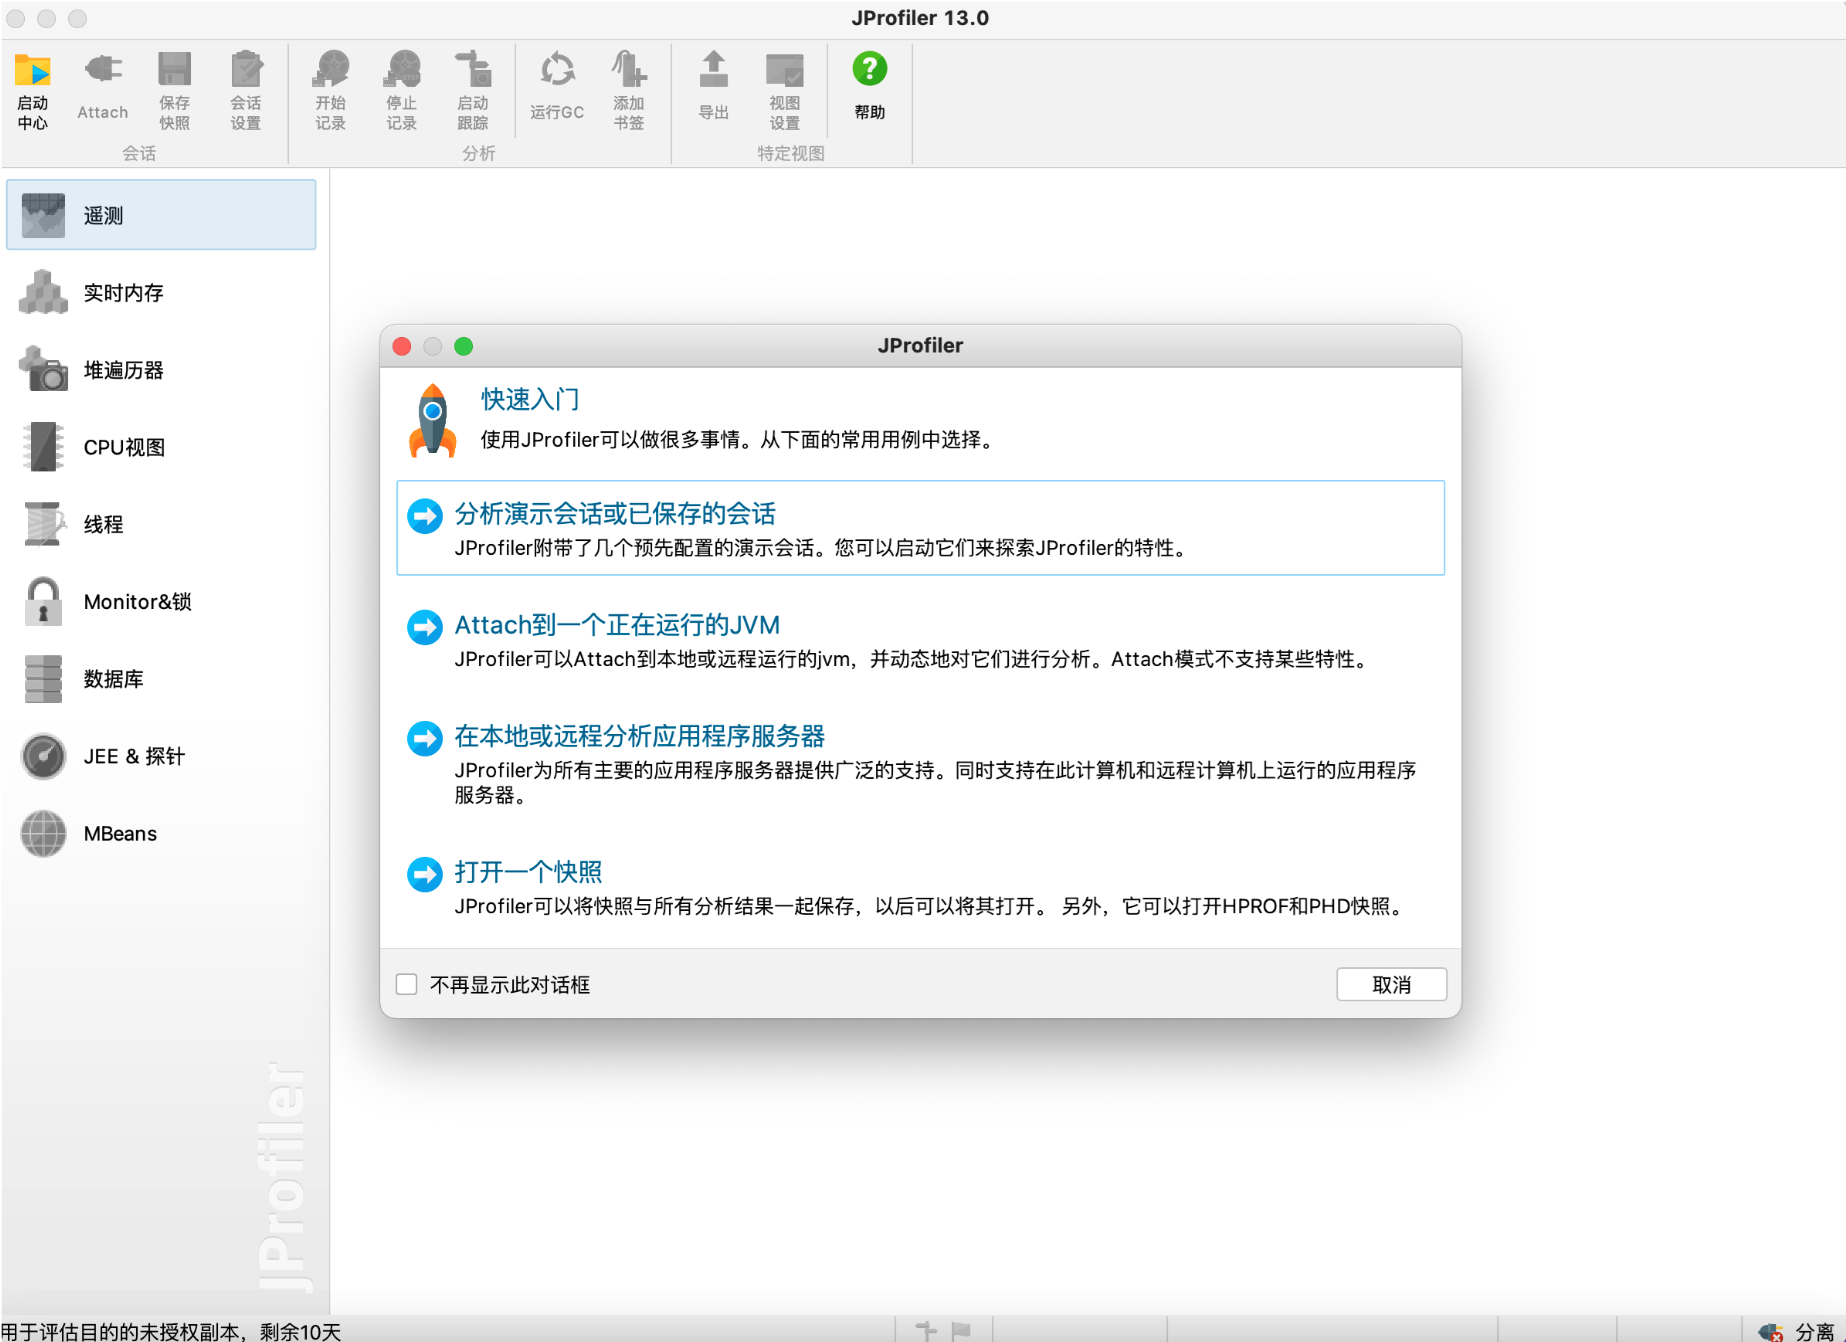 JProfiler 13.0
启动
中心
Attach
保存
快照
会话
设置
开始
记录
停止
记录
启动
跟踪
运行GC
添加
书签
导出
视图
设置
帮助
会话
分析
特定视图
遥测
实时内存
堆遍历器
CPU视图
线程
Monitor&锁
数据库
JEE & 探针
MBeans
JProfiler
JProfiler
快速入门
使用JProfiler可以做很多事情。从下面的常用用例中选择。
分析演示会话或已保存的会话
JProfiler附带了几个预先配置的演示会话。您可以启动它们来探索JProfiler的特性。
Attach到一个正在运行的JVM
JProfiler可以Attach到本地或远程运行的jvm，并动态地对它们进行分析。Attach模式不支持某些特性。
在本地或远程分析应用程序服务器
JProfiler为所有主要的应用程序服务器提供广泛的支持。同时支持在此计算机和远程计算机上运行的应用程序
服务器。
打开一个快照
JProfiler可以将快照与所有分析结果一起保存，以后可以将其打开。 另外，它可以打开HPROF和PHD快照。
不再显示此对话框
取消
用于评估目的的未授权副本，剩余10天
分离